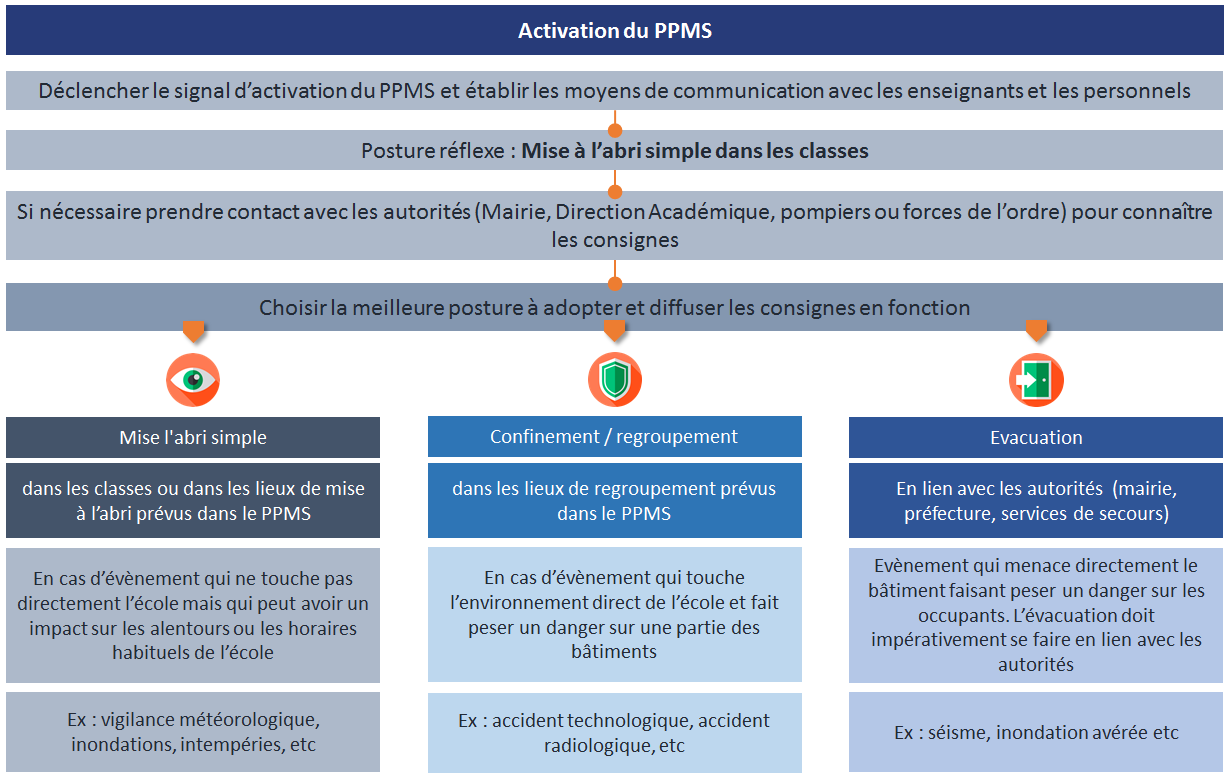 Activation du PPMS
Déclencher le signal d’activation du PPMS et établir les moyens de communication avec les enseignants et les personnels
Posture réflexe : Mise à l’abri simple dans les classes
Si nécessaire prendre contact avec les autorités (Mairie, Direction Académique, pompiers ou forces de l’ordre) pour connaître
les consignes
Choisir la meilleure posture à adopter et diffuser les consignes en fonction
Mise l'abri simple
dans les classes ou dans les lieux de mise
à l’abri prévus dans le PPMS
En cas d’évènement qui ne touche pas
directement l’école mais qui peut avoir un
impact sur les alentours ou les horaires
habituels de l’école
Ex : vigilance météorologique,
inondations, intempéries, etc
Confinement / regroupement
dans les lieux de regroupement prévus
dans le PPMS
En cas d’évènement qui touche
l’environnement direct de l’école et fait
peser un danger sur une partie des
bâtiments
Ex : accident technologique, accident
radiologique, etc
Evacuation
En lien avec les autorités (mairie,
préfecture, services de secours)
Evènement qui menace directement le
bâtiment faisant peser un danger sur les
occupants. L’évacuation doit
impérativement se faire en lien avec les
autorités
Ex : séisme, inondation avérée etc